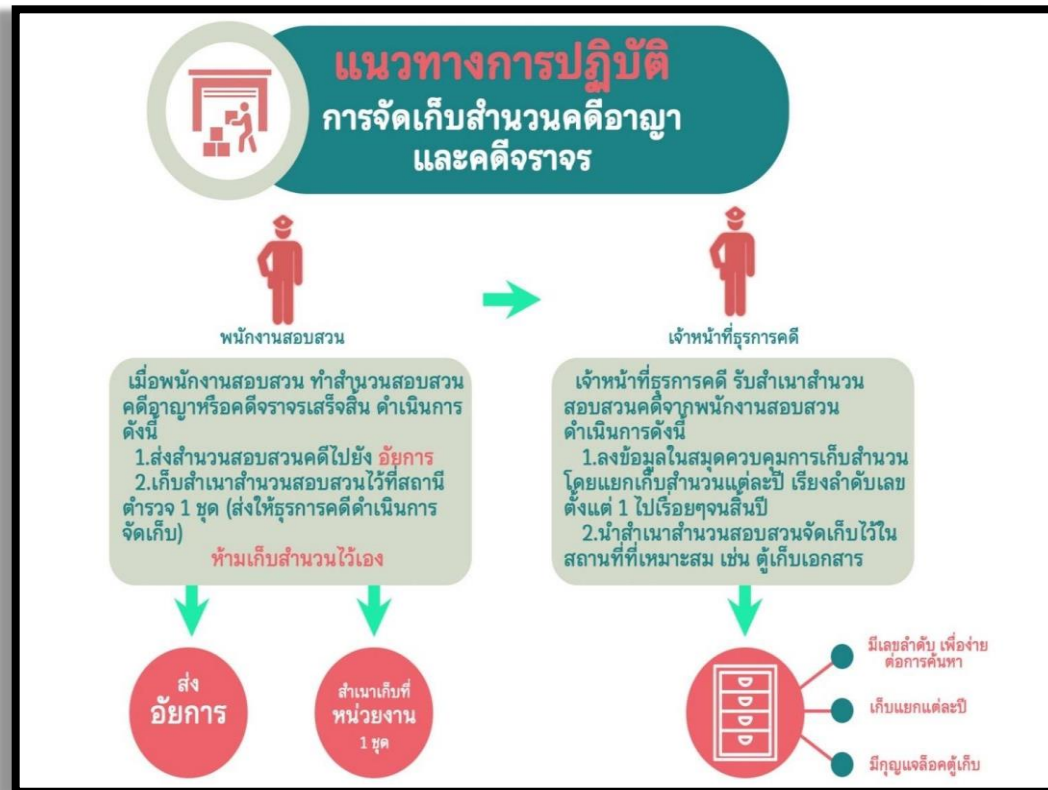 แนวทางการปฏิบัติ
การจัดเก็บสำนวนคดีอาญา
และคดีจราจร
พนักงานสอบสวน
เมื่อพนักงานสอบสวน ทำสำนวนสอบสวน
คดีอาญาหรือคดีจราจรเสร็จสิ้น ดำเนินการ
ดังนี้
1.ส่งสำนวนสอบสวนคดีไปยัง อัยการ
2.เก็บสำเนาสำนวนสอบสวนไว้ที่สถานี
ตำรวจ 1 ชุด (ส่งให้ธุรการคดีดำเนินการ
จัดเก็บ)
ห้ามเก็บสำนวนไว้เอง
ส่ง
อัยการ
สำเนาเก็บที่
หน่วยงาน
1 ชุด
เจ้าหน้าที่ธุรการคดี
เจ้าหน้าที่ธุรการคดี รับสำเนาสำนวน
สอบสวนคดีจากพนักงานสอบสวน
ดำเนินการดังนี้
1.ลงข้อมูลในสมุดควบคุมการเก็บสำนวน
โดยแยกเก็บสำนวนแต่ละปี เรียงลำดับเลข
ตั้งแต่ 1 ไปเรื่อยๆจนสิ้นปี
2.นำสำเนาสำนวนสอบสวนจัดเก็บไว้ใน
สถานที่ที่เหมาะสม เช่น ตู้เก็บเอกสาร
มีเลขลำดับ เพื่อง่าย
ต่อการค้นหา
เก็บแยกแต่ละปี
มีกุญแจล็อคตู้เก็บ